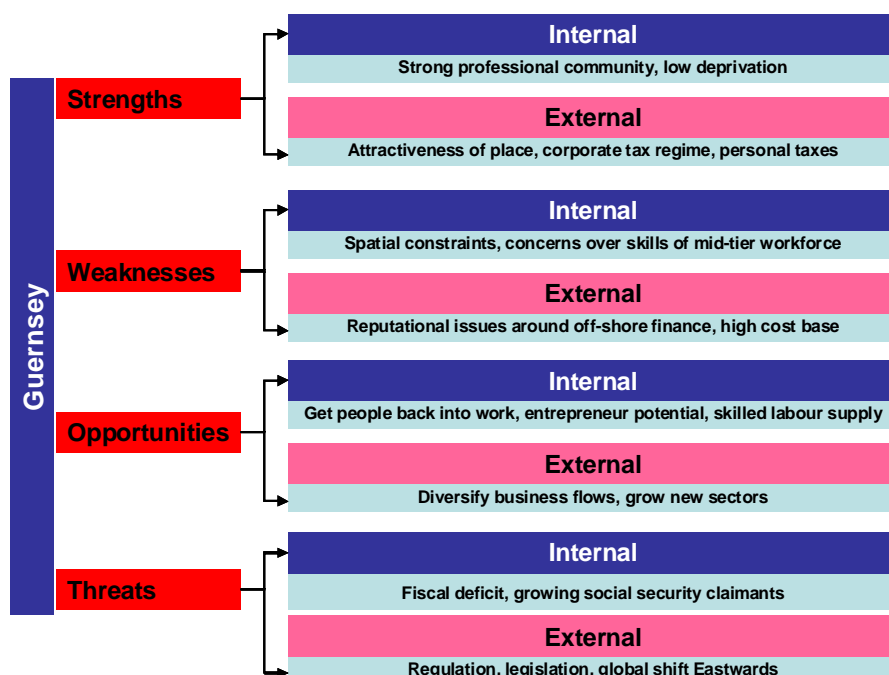 Guernsey
Strengths
Internal
Strong professional community, low deprivation
External
Attractiveness of place, corporate tax regime, personal taxes
Weaknesses
Internal
Spatial constraints, concerns over skills of mid-tier workforce
External
Reputational issues around off-shore finance, high cost base
Opportunities
Internal
Get people back into work, entrepreneur potential, skilled labour supply
External
Diversify business flows, grow new sectors
Threats
Internal
Fiscal deficit, growing social security claimants
External
Regulation, legislation, global shift Eastwards